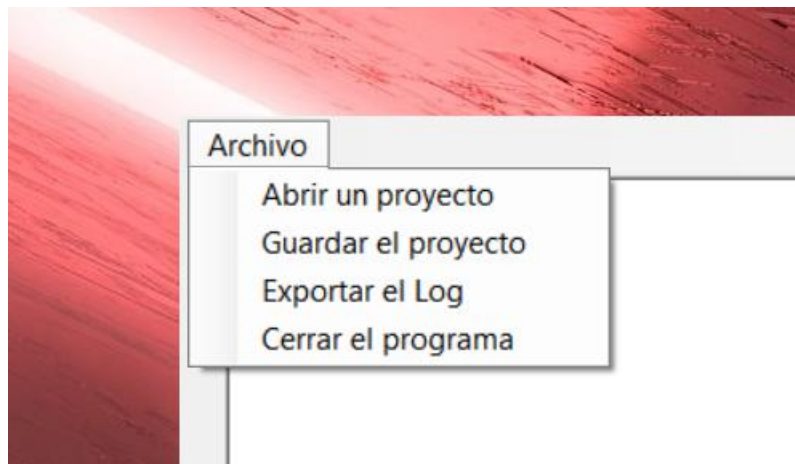 Archivo
Abrir un proyecto
Guardar el proyecto
Exportar el Log
Cerrar el programa